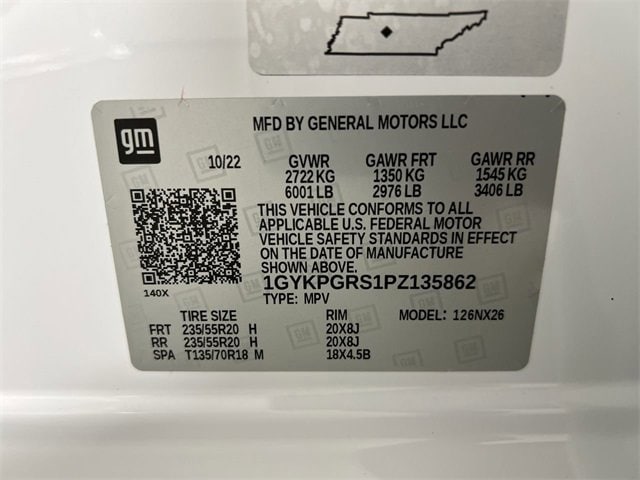 gm
MFD BY GENERAL MOTORS LLC
10/22 GVWR GAWR FRT GAWR RR
2722 KG 1350 KG 1545 KG
6001 LB 2976 LB 3406 LB
THIS VEHICLE CONFORMS TO ALL
APPLICABLE U.S. FEDERAL MOTOR
VEHICLE SAFETY STANDARDS IN EFFECT
ON THE DATE OF MANUFACTURE
SHOWN ABOVE.
1GYKPGRS1PZ135862
140X
TYPE: MPV
TIRE SIZE RIM MODEL: 126NX26
FRT 235/55R20 H 20X8J
RR 235/55R20 H 20X8J
SPA T135/70R18 M 18X4.5B